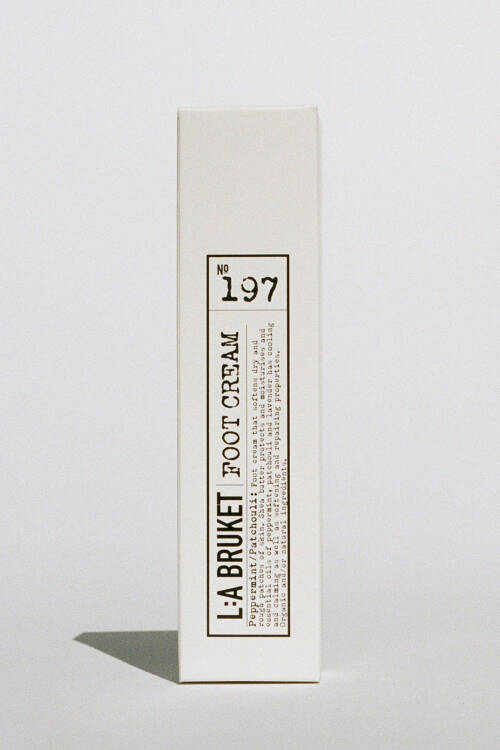 Nº
197
L:A BRUKET
FOOT CREAM
Peppermint/Patchouli: Foot cream that softens dry and
rough patches of skin. Shea butter protects and moisturises and
essential oils of peppermint, patchouli and lavender has cooling
and calming as well as softening and repairing properties.
Organic and/or natural ingredients.